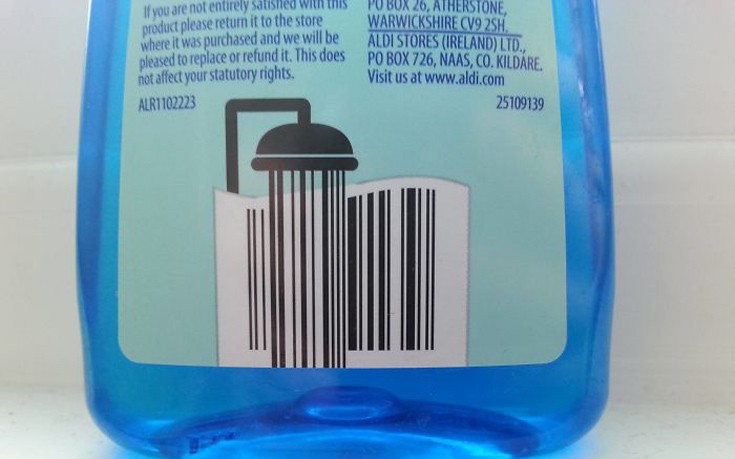 If you are not entirely satisfied with this
product please return it to the store
where it was purchased and we will be
pleased to replace or refund it. This does
not affect your statutory rights.
ALR1102223
PO BOX 26, ATHERSTONE,
WARWICKSHIRE CV9 2SH.
ALDI STORES (IRELAND) LTD.,
PO BOX 726, NAAS, CO. KILDARE.
Visit us at www.aldi.com
25109139